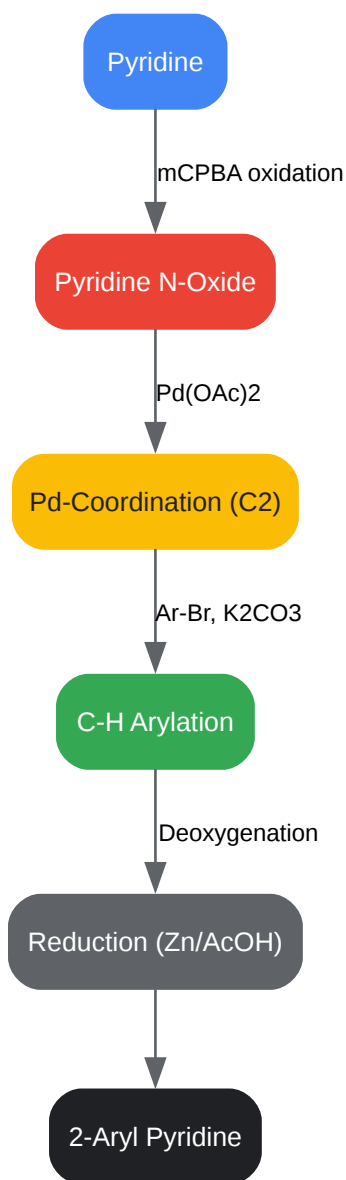 Pyridine
mCPBA oxidation
Pyridine N-Oxide
Pd(OAc)2
Pd-Coordination (C2)
Ar-Br, K2CO3
C-H Arylation
Deoxygenation
Reduction (Zn/AcOH)
2-Aryl Pyridine